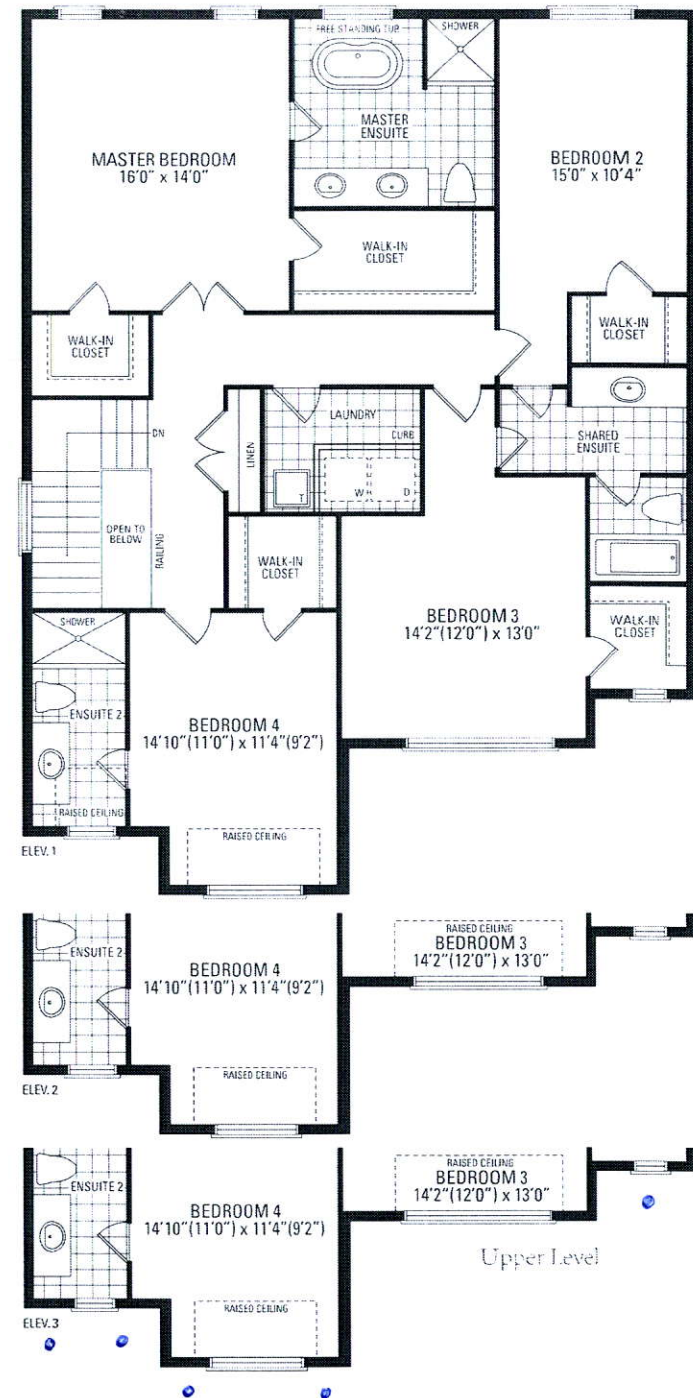 FREE STANDING TUB
SHOWER
MASTER
ENSUITE
MASTER BEDROOM
16'0" x 14'0"
BEDROOM 2
15'0" x 10'4"
WALK-IN
CLOSET
WALK-IN
CLOSET
WALK-IN
CLOSET
LAUNDRY
CURB
LINEN
T
W
D
SHARED
ENSUITE
DN
OPEN TO
BELOW
RAILING
WALK-IN
CLOSET
BEDROOM 3
14'2"(12'0") x 13'0"
WALK-IN
CLOSET
SHOWER
ENSUITE 2
BEDROOM 4
14'10"(11'0") x 11'4"(9'2")
RAISED CEILING
RAISED CEILING
ELEV. 1
ENSUITE 2
BEDROOM 4
14'10"(11'0") x 11'4"(9'2")
RAISED CEILING
BEDROOM 3
14'2"(12'0") x 13'0"
RAISED CEILING
ELEV. 2
ENSUITE 2
BEDROOM 4
14'10"(11'0") x 11'4"(9'2")
RAISED CEILING
BEDROOM 3
14'2"(12'0") x 13'0"
RAISED CEILING
ELEV. 3
Upper Level